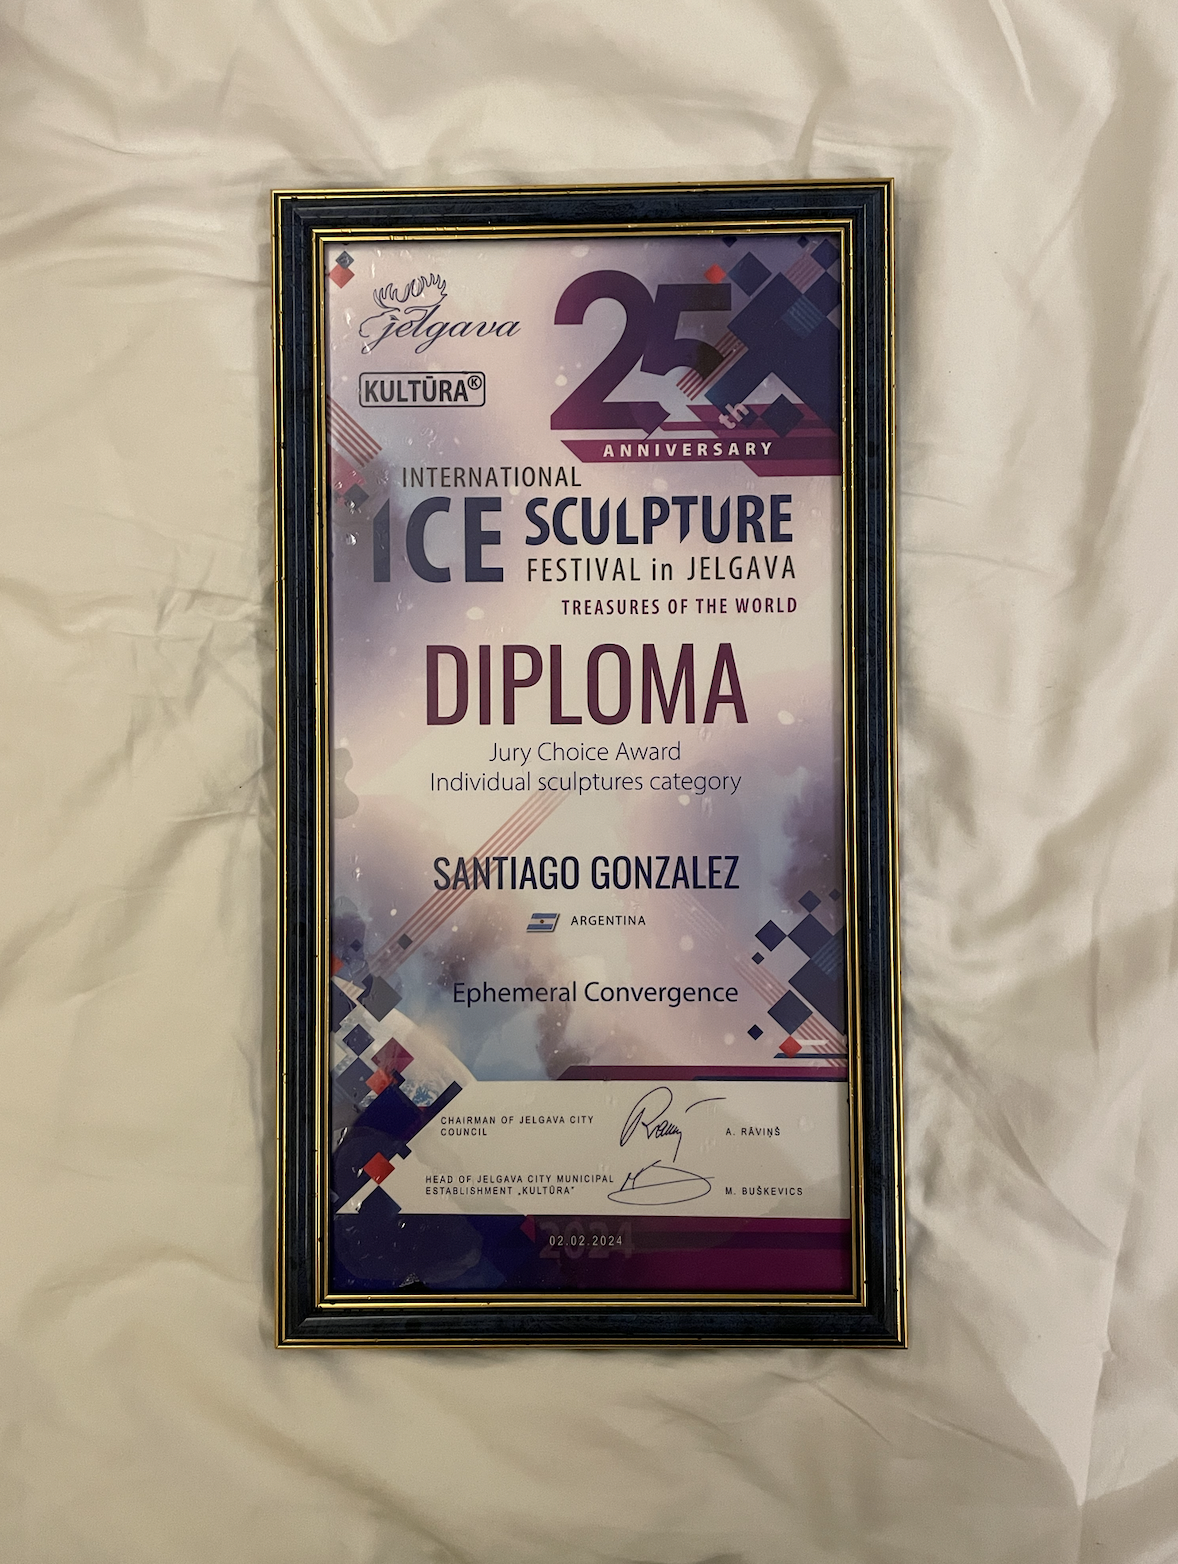 jelgava
KULTŪRA®
25th
ANNIVERSARY
INTERNATIONAL
ICE SCULPTURE
FESTIVAL in JELGAVA
TREASURES OF THE WORLD
DIPLOMA
Jury Choice Award
Individual sculptures category
SANTIAGO GONZALEZ
ARGENTINA
Ephemeral Convergence
CHAIRMAN OF JELGAVA CITY
COUNCIL
A. RĀVIŅŠ
HEAD OF JELGAVA CITY MUNICIPAL
ESTABLISHMENT „KULTŪRA"
M. BUŠKEVICS
2024
02.02.2024